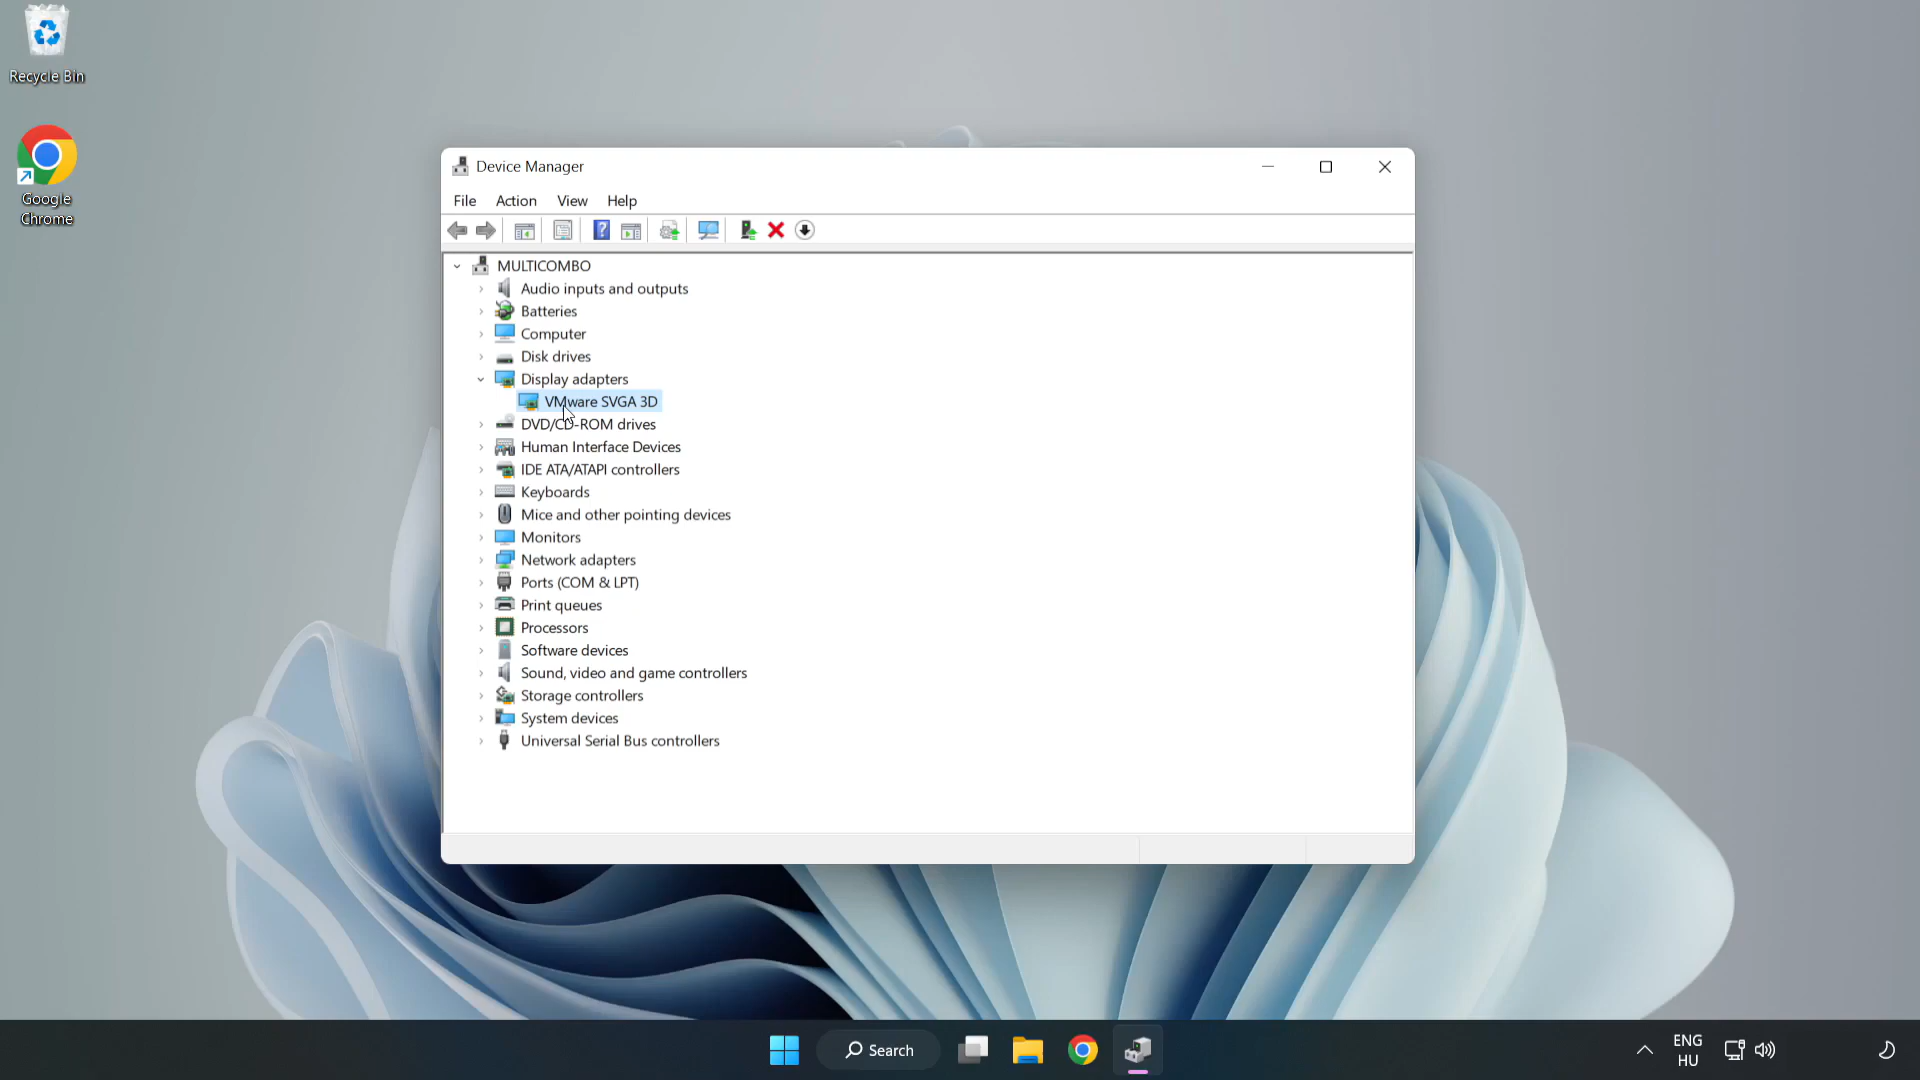 Recycle Bin
Google
Chrome
Device Manager
File Action View Help
MULTICOMBO
Audio inputs and outputs
Batteries
Computer
Disk drives
Display adapters
VMware SVGA 3D
DVD/CD-ROM drives
Human Interface Devices
IDE ATA/ATAPI controllers
Keyboards
Mice and other pointing devices
Monitors
Network adapters
Ports (COM & LPT)
Print queues
Processors
Software devices
Sound, video and game controllers
Storage controllers
System devices
Universal Serial Bus controllers
Search
ENG
HU